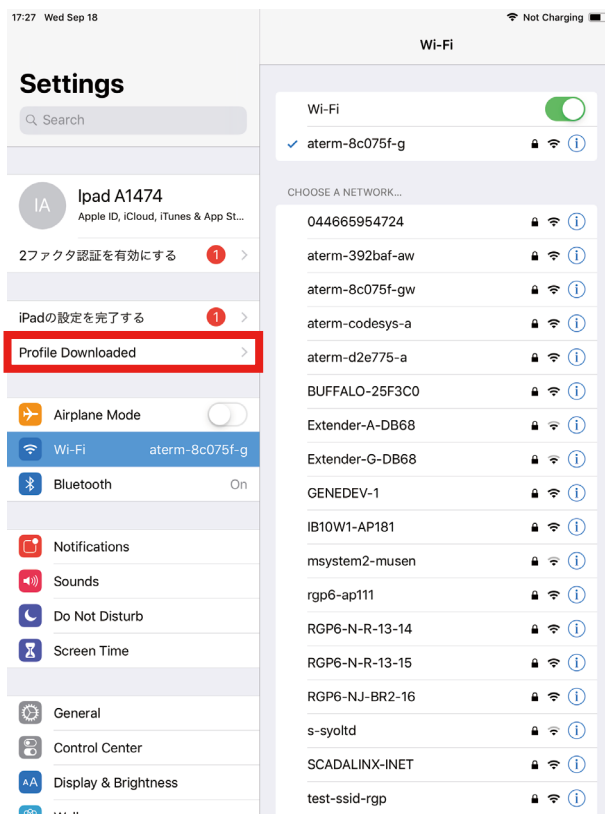 17:27 Wed Sep 18
Not Charging
Settings
Search
IA
Ipad A1474
Apple ID, iCloud, iTunes & App St...
2ファクタ認証を有効にする 1
iPadの設定を完了する 1
Profile Downloaded
Airplane Mode
Wi-Fi aterm-8c075f-g
Bluetooth On
Notifications
Sounds
Do Not Disturb
Screen Time
General
Control Center
AA Display & Brightness
Wi-Fi
Wi-Fi
aterm-8c075f-g
CHOOSE A NETWORK...
044665954724
aterm-392baf-aw
aterm-8c075f-gw
aterm-codesys-a
aterm-d2e775-a
BUFFALO-25F3C0
Extender-A-DB68
Extender-G-DB68
GENEDEV-1
IB10W1-AP181
msystem2-musen
rgp6-ap111
RGP6-N-R-13-14
RGP6-N-R-13-15
RGP6-NJ-BR2-16
s-syoltd
SCADALINX-INET
test-ssid-rgp